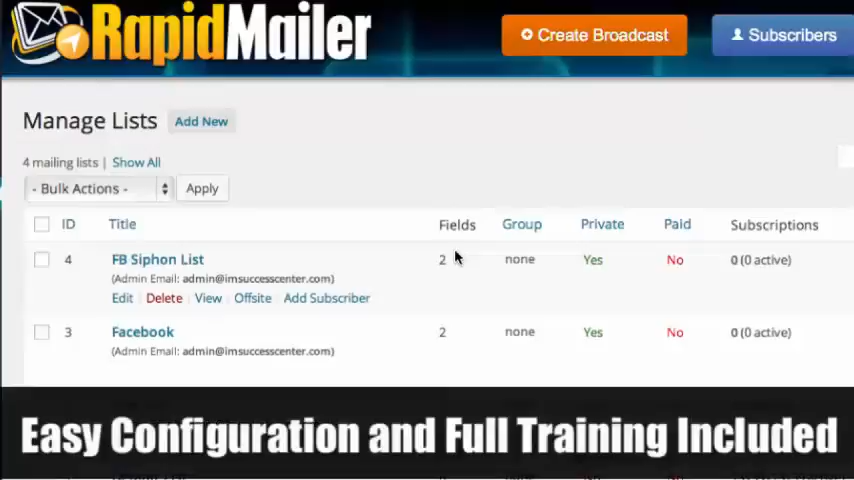 RapidMailer
Create Broadcast
Subscribers
Manage Lists Add New
4 mailing lists | Show All
- Bulk Actions - Apply
ID Title Fields Group Private Paid Subscriptions
4 FB Siphon List 2 none Yes No 0 (0 active)
(Admin Email: admin@imsuccesscenter.com)
Edit Delete View Offsite Add Subscriber
3 Facebook 2 none Yes No 0 (0 active)
(Admin Email: admin@imsuccesscenter.com)
Easy Configuration and Full Training Included